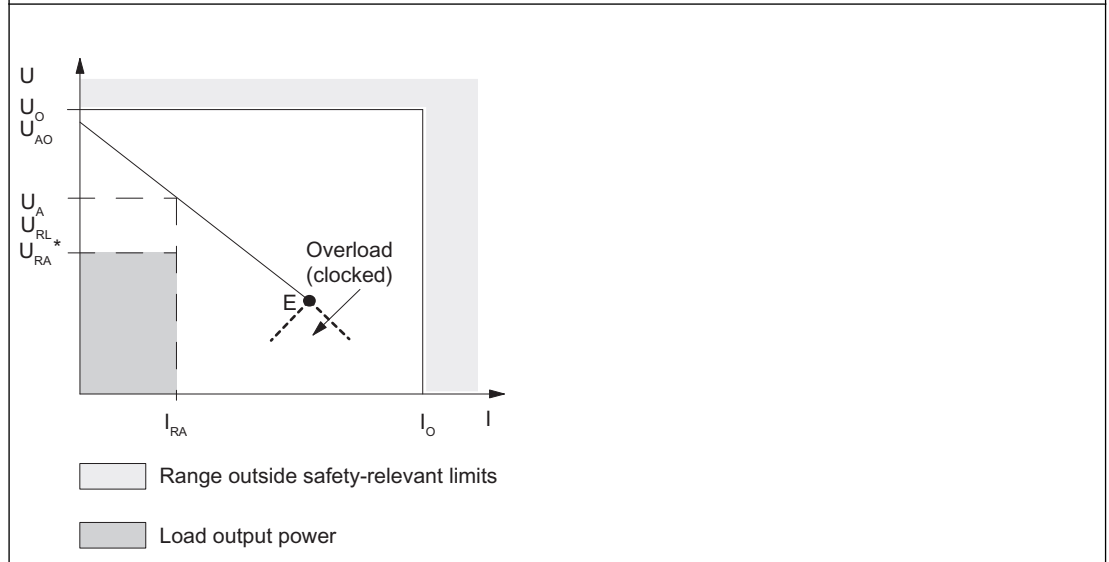 U
U_O
U_AO
U_A
U_RL
U_RA*
Overload
(clocked)
E
I_RA
I_O
I
Range outside safety-relevant limits
Load output power